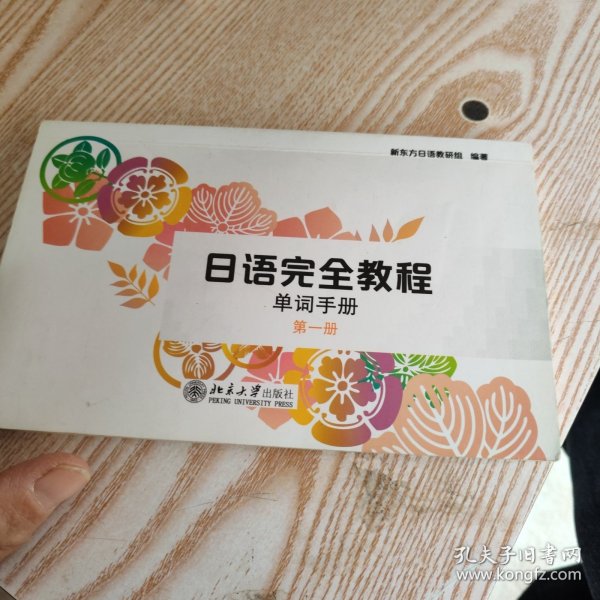 新东方日语教研组 编著
日语完全教程
单词手册
第一册
北京大学出版社
PEKING UNIVERSITY PRESS
孔夫子旧书网
www.kongfz.com